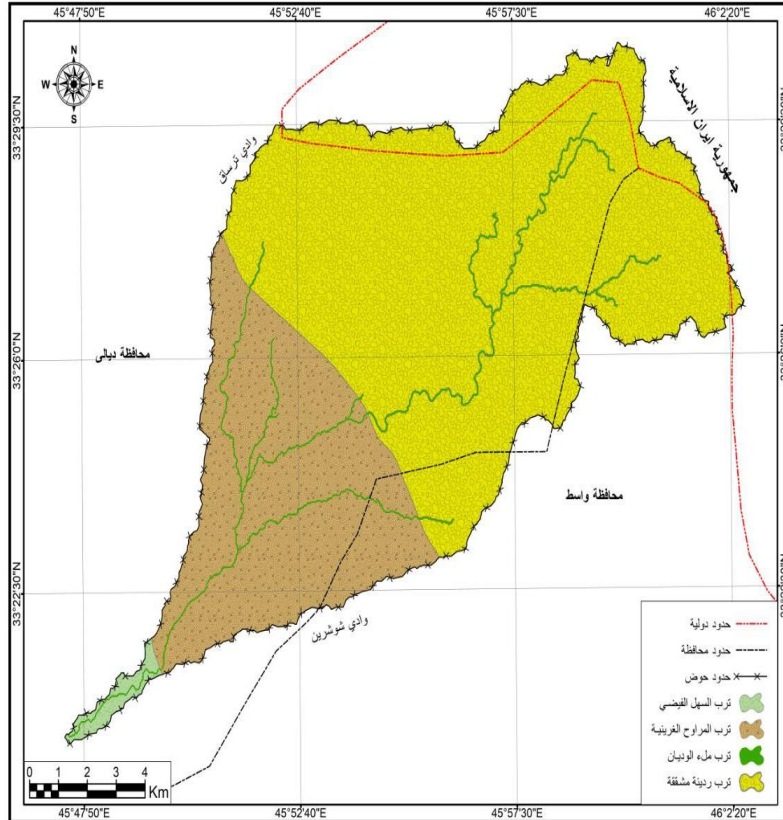 45°47'50"E 45°52'40"E 45°57'30"E 46°2'20"E
N
W E
S
33°29'30"N
33°26'0"N
33°22'30"N
جمهورية ايران الاسلامية
وادي ترساق
محافظة ديالى
محافظة واسط
وادي شوشرين
حدود دولية
حدود محافظة
حدود حوض
ترب السهل الفيضي
ترب المراوح الغرينية
ترب ملء الوديان
ترب رديئة مشققة
0 1 2 3 4
Km
45°47'50"E 45°52'40"E 45°57'30"E 46°2'20"E